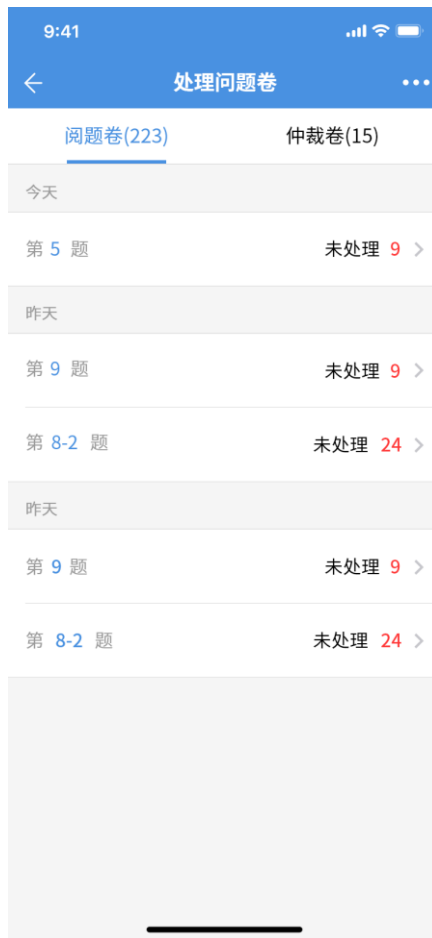 9:41
处理问题卷
阅题卷(223) 仲裁卷(15)
今天
第 5 题 未处理 9
昨天
第 9 题 未处理 9
第 8-2 题 未处理 24
昨天
第 9 题 未处理 9
第 8-2 题 未处理 24